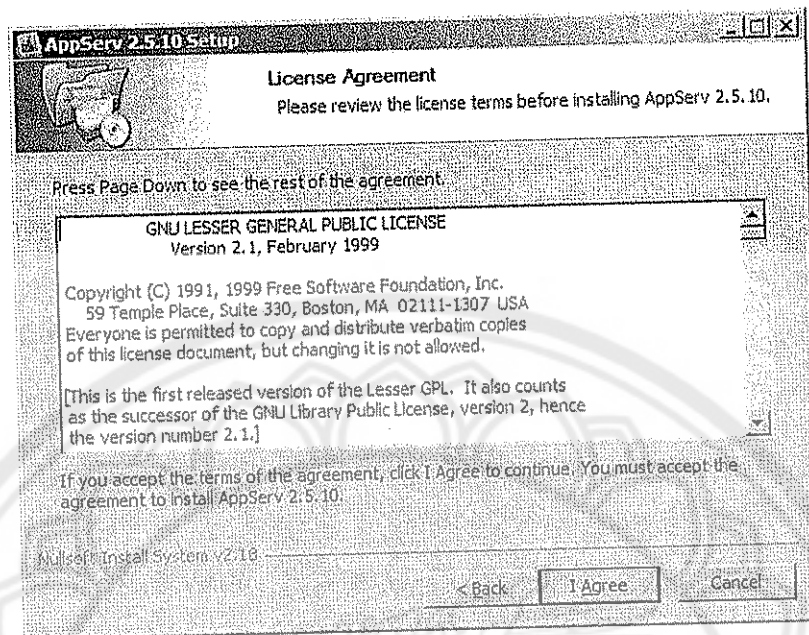 AppServ 2.5.10 Setup
License Agreement
Please review the license terms before installing AppServ 2.5.10.
Press Page Down to see the rest of the agreement.
GNU LESSER GENERAL PUBLIC LICENSE
Version 2.1, February 1999
Copyright (C) 1991, 1999 Free Software Foundation, Inc.
59 Temple Place, Suite 330, Boston, MA 02111-1307 USA
Everyone is permitted to copy and distribute verbatim copies
of this license document, but changing it is not allowed.
[This is the first released version of the Lesser GPL. It also counts
as the successor of the GNU Library Public License, version 2, hence
the version number 2.1.]
If you accept the terms of the agreement, click I Agree to continue. You must accept the
agreement to install AppServ 2.5.10.
Nullsoft Install System v2.18
< Back
I Agree
Cancel